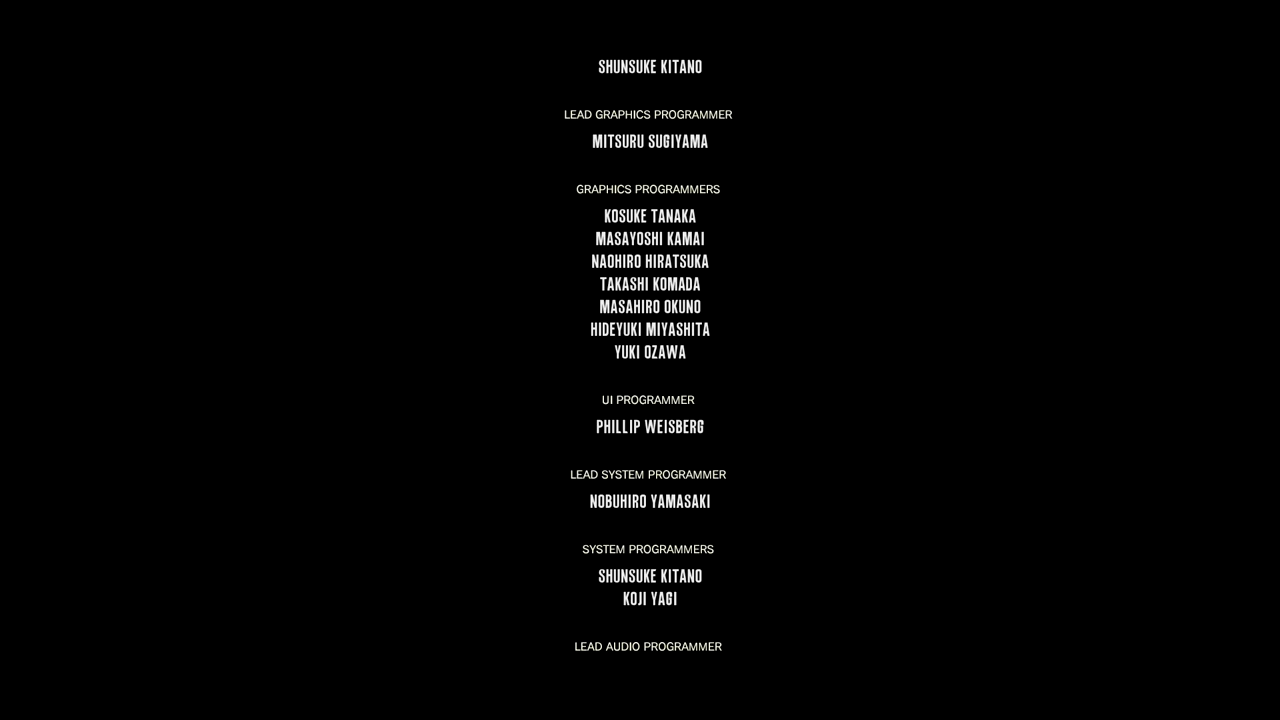 SHUNSUKE KITANO
LEAD GRAPHICS PROGRAMMER
MITSURU SUGIYAMA
GRAPHICS PROGRAMMERS
KOSUKE TANAKA
MASAYOSHI KAMAI
NAOHIRO HIRATSUKA
TAKASHI KOMADA
MASAHIRO OKUNO
HIDEYUKI MIYASHITA
YUKI OZAWA
UI PROGRAMMER
PHILLIP WEISBERG
LEAD SYSTEM PROGRAMMER
NOBUHIRO YAMASAKI
SYSTEM PROGRAMMERS
SHUNSUKE KITANO
KOJI YAGI
LEAD AUDIO PROGRAMMER